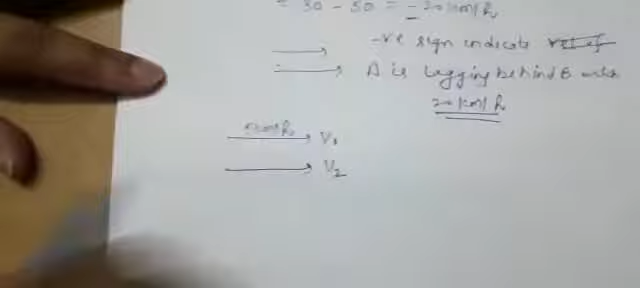 = 30 - 50 = -20 km/h
-ve sign indicate
A is lagging behind B with
20 km/h
V₁
V₂